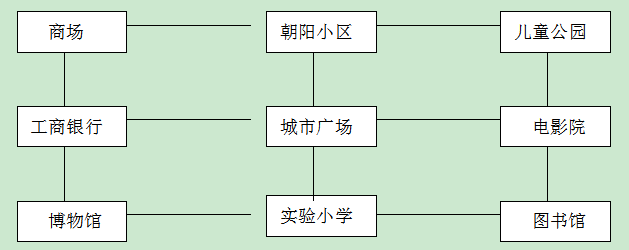 商场 朝阳小区 儿童公园
工商银行 城市广场 电影院
博物馆 实验小学 图书馆